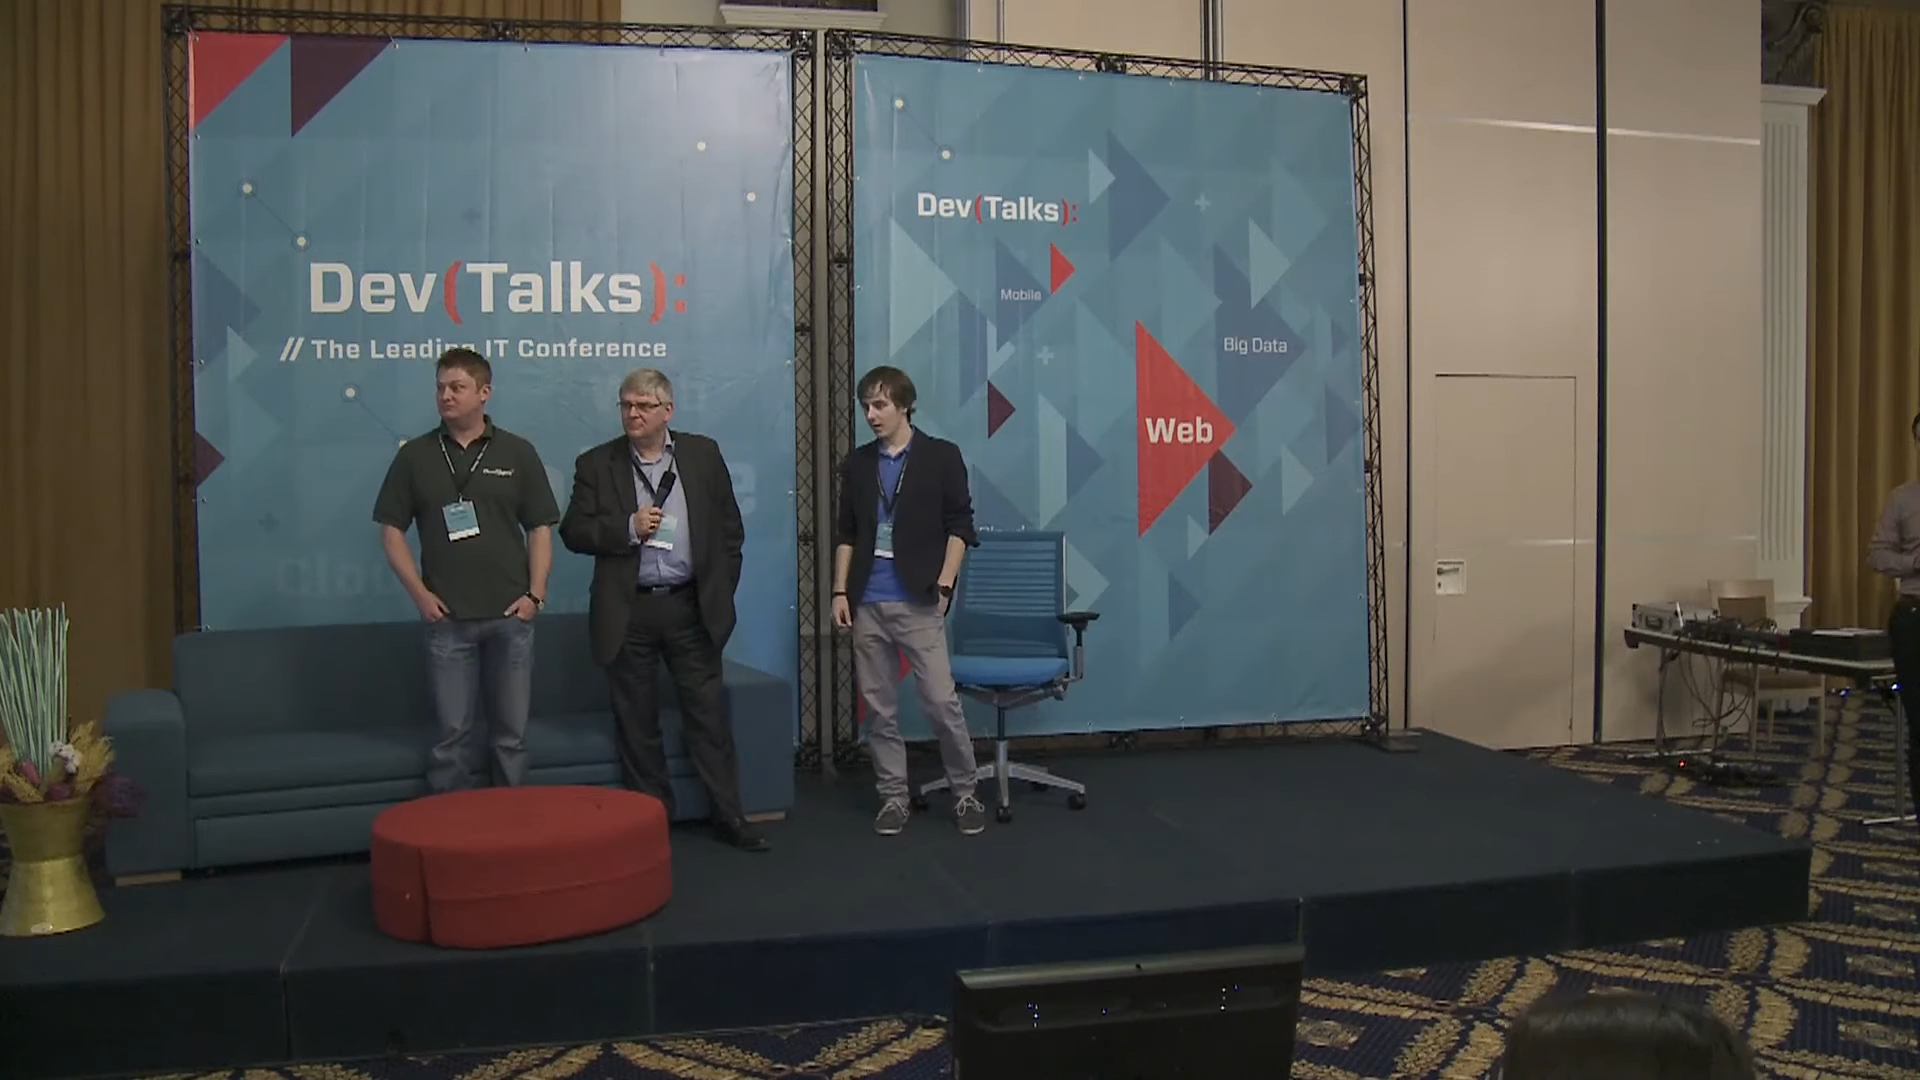 Dev(Talks):
// The Leading IT Conference
Dev(Talks):
Mobile
Big Data
Web